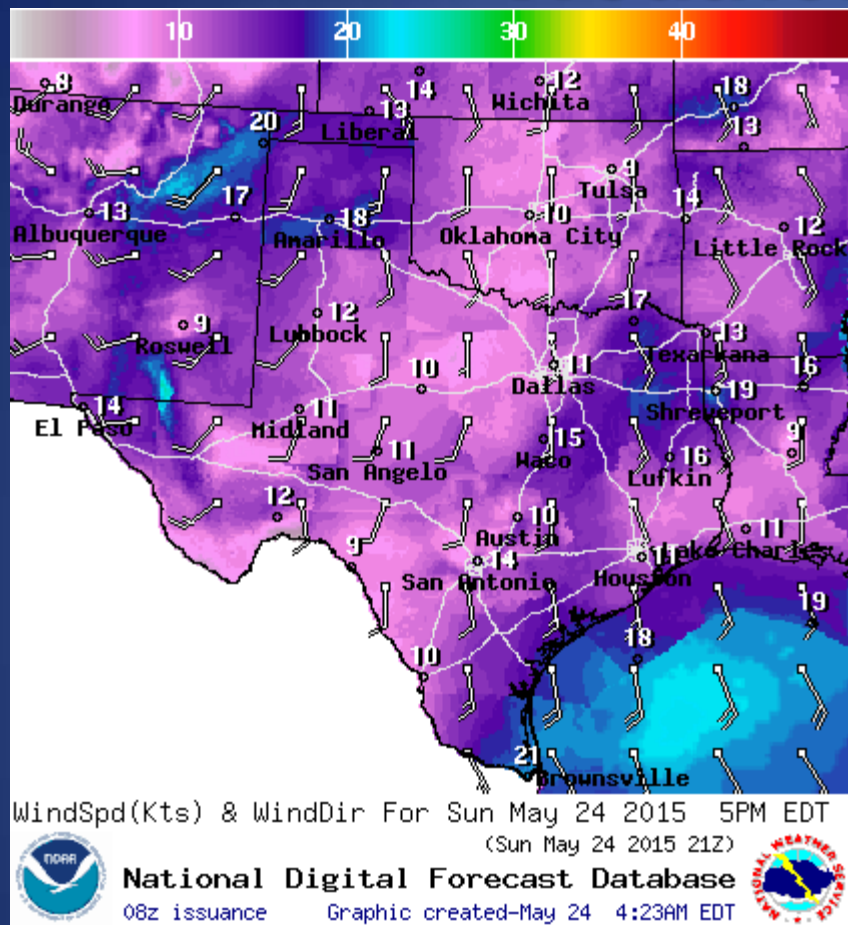 10 20 30 40
8 14 12 18
Durango 13 Wichita
Liberal
20 13
9
Tulsa
13 17 18 10 14 12
Albuquerque Amarillo Oklahoma City Little Rock
9 12 17
Roswell Lubbock 13
Texarkana
10 11 16
Dallas 19
14 11 Shreveport
El Paso Midland 15 9
11 Waco 16
San Angelo Lufkin
12 10 11
Austin Lake Charles
9 14 11
San Antonio Houston
19
10 18
21
Brownsville
WindSpd(Kts) & WindDir For Sun May 24 2015 5PM EDT
(Sun May 24 2015 21Z)
NOAA
National Digital Forecast Database
08z issuance Graphic created-May 24 4:23AM EDT
NATIONAL WEATHER SERVICE